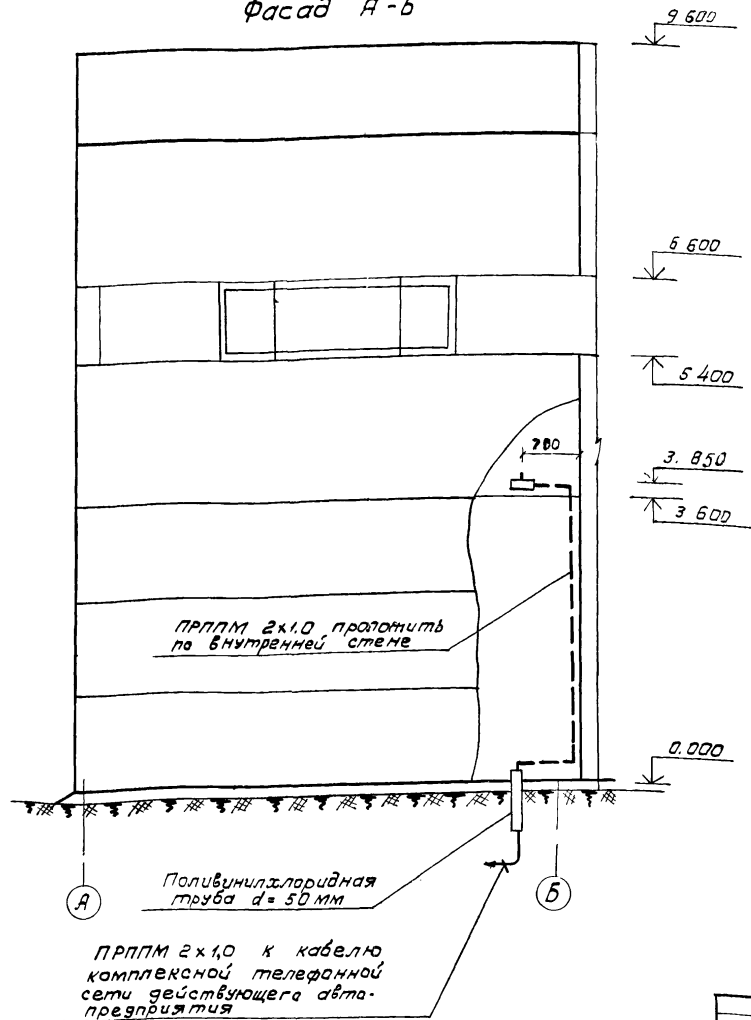 Фасад А-Б
9 600
6 600
5 400
700
3. 850
3 600
ПРППМ 2х1.0 проложить
по внутренней стене
0.000
А
Поливинилхлоридная
труба d= 50 мм
Б
ПРППМ 2х1,0 к кабелю
комплексной телефонной
сети действующего авто-
предприятия